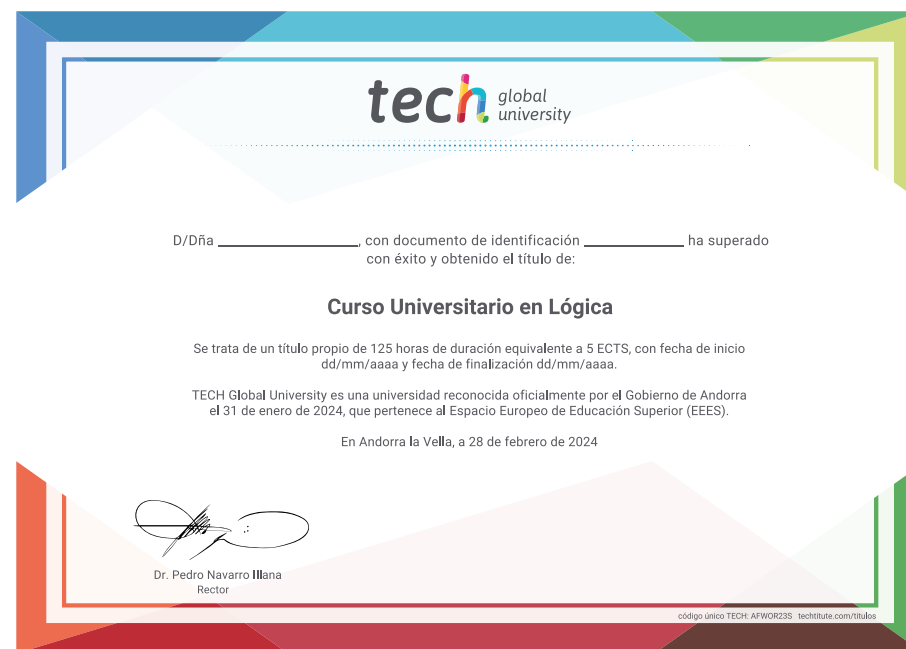 tech global
university
D/Dña ____________________, con documento de identificación ______________ ha superado
con éxito y obtenido el título de:
Curso Universitario en Lógica
Se trata de un título propio de 125 horas de duración equivalente a 5 ECTS, con fecha de inicio
dd/mm/aaaa y fecha de finalización dd/mm/aaaa.
TECH Global University es una universidad reconocida oficialmente por el Gobierno de Andorra
el 31 de enero de 2024, que pertenece al Espacio Europeo de Educación Superior (EEES).
En Andorra la Vella, a 28 de febrero de 2024
Dr. Pedro Navarro Illana
Rector
código único TECH: AFWOR23S techtitute.com/titulos